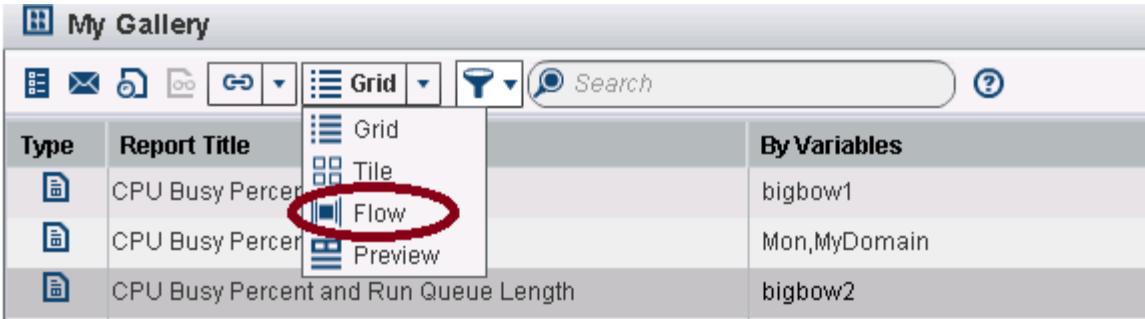 My Gallery
Grid Search
Grid
Tile
Flow
Preview
Type Report Title By Variables
CPU Busy Percen bigbow1
CPU Busy Percen Mon,MyDomain
CPU Busy Percent and Run Queue Length bigbow2